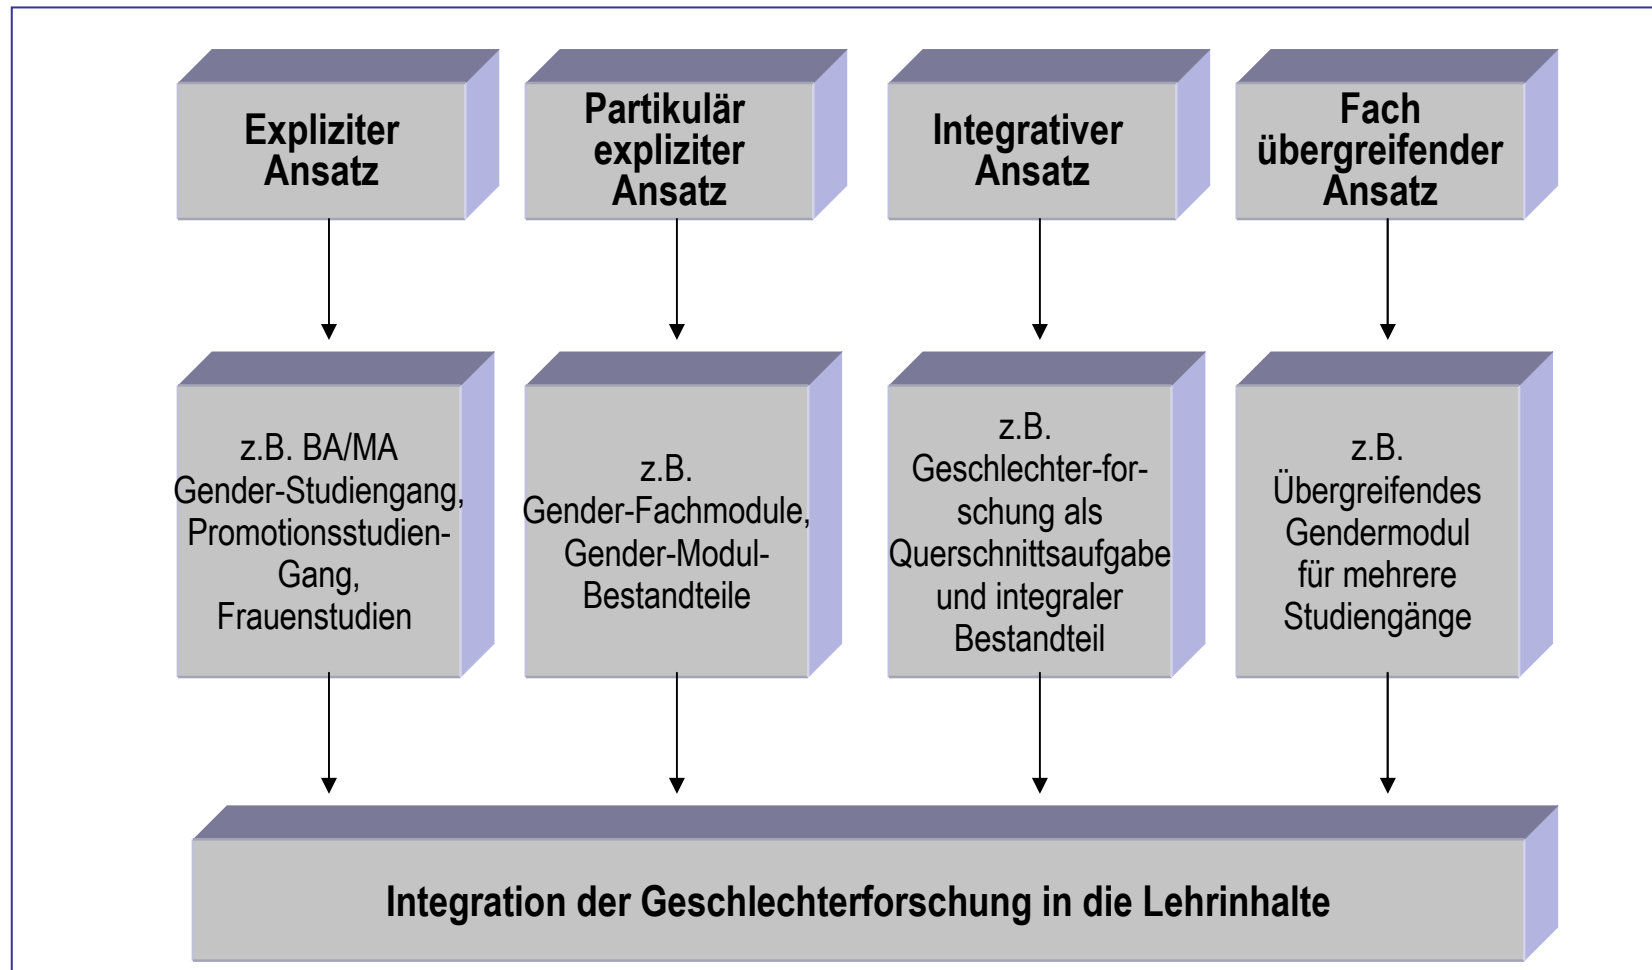 Expliziter
Ansatz
Partikulär
expliziter
Ansatz
Integrativer
Ansatz
Fach
übergreifender
Ansatz
z.B. BA/MA
Gender-Studiengang,
Promotionsstudien-
Gang,
Frauenstudien
z.B.
Gender-Fachmodule,
Gender-Modul-
Bestandteile
z.B.
Geschlechter-for-
schung als
Querschnittsaufgabe
und integraler
Bestandteil
z.B.
Übergreifendes
Gendermodul
für mehrere
Studiengänge
Integration der Geschlechterforschung in die Lehrinhalte